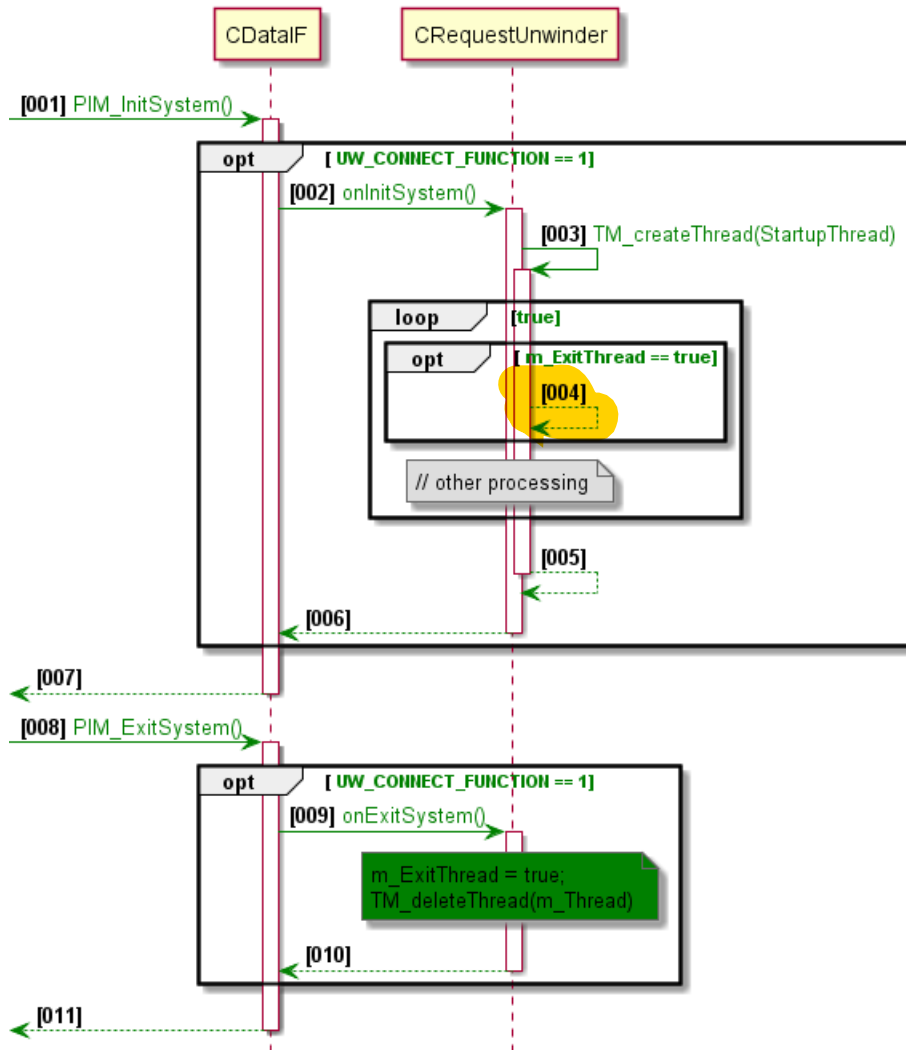 CDataIF
CRequestUnwinder
[001] PIM_InitSystem()
opt
[ UW_CONNECT_FUNCTION == 1]
[002] onInitSystem()
[003] TM_createThread(StartupThread)
loop
[true]
opt
[ m_ExitThread == true]
[004]
// other processing
[005]
[006]
[007]
[008] PIM_ExitSystem()
opt
[ UW_CONNECT_FUNCTION == 1]
[009] onExitSystem()
m_ExitThread = true;
TM_deleteThread(m_Thread)
[010]
[011]